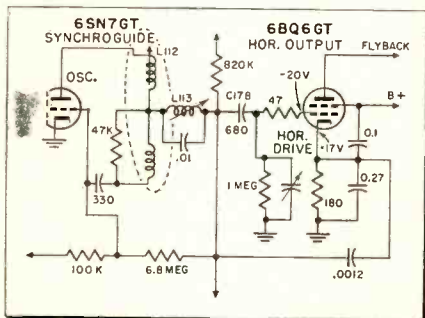 6SN7GT
SYNCHROGUIDE
6BQ6GT
HOR. OUTPUT
L112
FLYBACK
OSC.
820K
L113
C178
-20V
B+
47K
47
.01
680
HOR.
DRIVE
.17V
0.1
330
1 MEG
180
0.27
100K
6.8 MEG
.0012